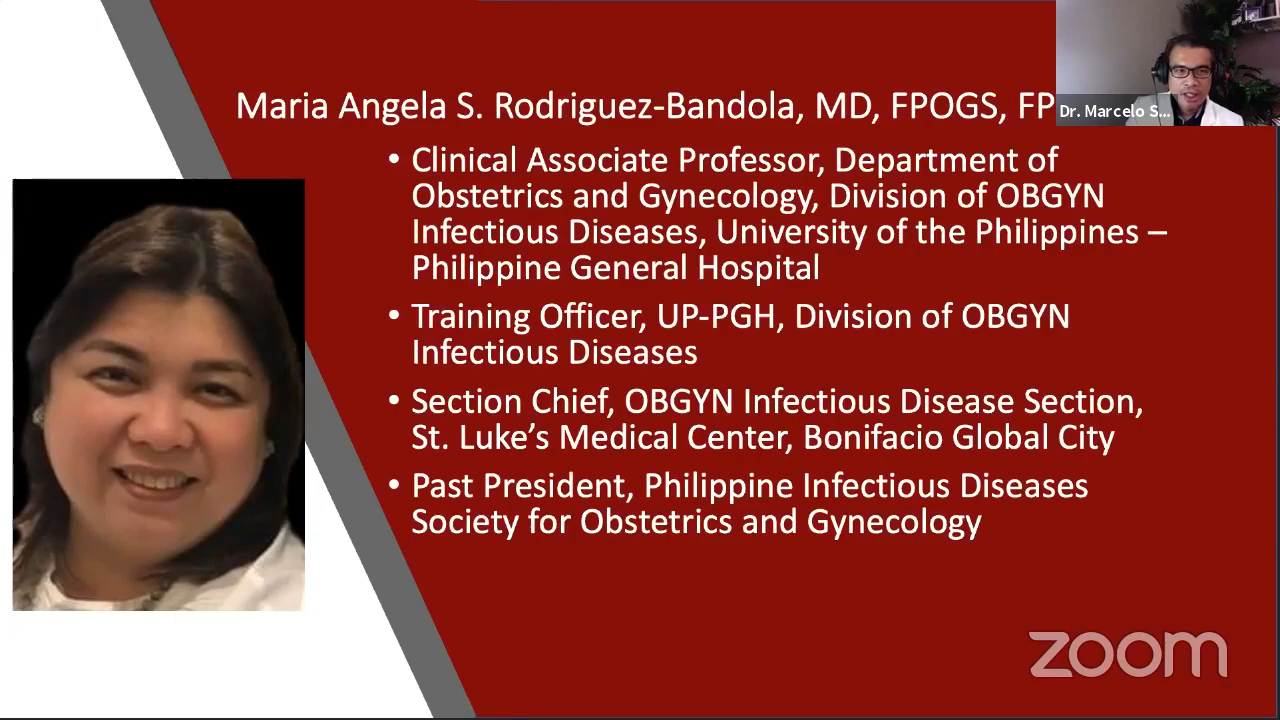 Maria Angela S. Rodriguez-Bandola, MD, FPOGS,
Dr. Marcelo S...
• Clinical Associate Professor, Department of
Obstetrics and Gynecology, Division of OBGYN
Infectious Diseases, University of the Philippines –
Philippine General Hospital
• Training Officer, UP-PGH, Division of OBGYN
Infectious Diseases
• Section Chief, OBGYN Infectious Disease Section,
St. Luke’s Medical Center, Bonifacio Global City
• Past President, Philippine Infectious Diseases
Society for Obstetrics and Gynecology
zoom